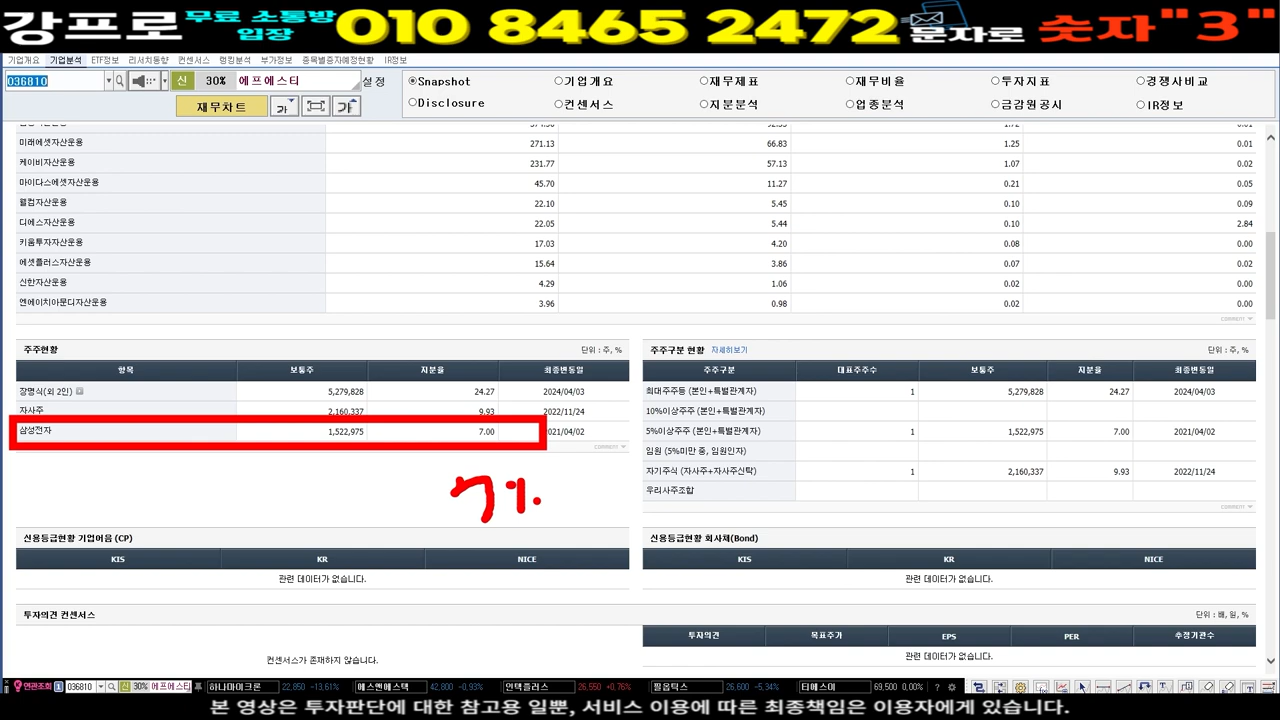 강프로 무료 소통방 입장 010 8465 2472 문자로 숫자"3"
기업개요 기업분석 ETF정보 리서치동향 컨센서스 랭킹분석 부가정보 종목별증자예정현황 IR정보
036810 신 30% 에프에스티 설정 Snapshot 기업개요 재무제표 재무비율 투자지표 경쟁사비교
재무차트 가 가 Disclosure 컨센서스 지분분석 업종분석 금감원공시 IR정보
미래에셋자산운용 271.13 66.83 1.25 0.01
케이비자산운용 231.77 57.13 1.07 0.02
마이다스에셋자산운용 45.70 11.27 0.21 0.05
웰컴자산운용 22.10 5.45 0.10 0.09
디에스자산운용 22.05 5.44 0.10 2.84
키움투자자산운용 17.03 4.20 0.08 0.00
에셋플러스자산운용 15.64 3.86 0.07 0.02
신한자산운용 4.29 1.06 0.02 0.00
엔에이치아문디자산운용 3.96 0.98 0.02 0.00
COMMENT
주주현황 단위 : 주, %
항목 보통주 지분율 최종변동일
장명식(외 2인) 5,279,828 24.27 2024/04/03
자사주 2,160,337 9.93 2022/11/24
삼성전자 1,522,975 7.00 2021/04/02
COMMENT
7%
주주구분 현황 자세히보기 단위 : 주, %
주주구분 대표주주수 보통주 지분율 최종변동일
최대주주등 (본인+특별관계자) 1 5,279,828 24.27 2024/04/03
10%이상주주 (본인+특별관계자)
5%이상주주 (본인+특별관계자) 1 1,522,975 7.00 2021/04/02
임원 (5%미만 중, 임원인자)
자기주식 (자사주+자사주신탁) 1 2,160,337 9.93 2022/11/24
우리사주조합
COMMENT
신용등급현황 기업어음 (CP)
KIS KR NICE
관련 데이터가 없습니다.
신용등급현황 회사채(Bond)
KIS KR NICE
관련 데이터가 없습니다.
투자의견 컨센서스 단위 : 배, 원, %
컨센서스가 존재하지 않습니다.
투자의견 목표주가 EPS PER 추정기관수
관련 데이터가 없습니다.
연관조회 1 036810 신 30% 에프에스티 하나마이크론 22,850 -13,61% 에스앤에스텍 42,800 -0,93% 인텍플러스 26,550 +0,76% 필옵틱스 26,600 -5,34% 티에스이 69,500 0,00%
본 영상은 투자판단에 대한 참고용 일뿐, 서비스 이용에 따른 최종책임은 이용자에게 있습니다.